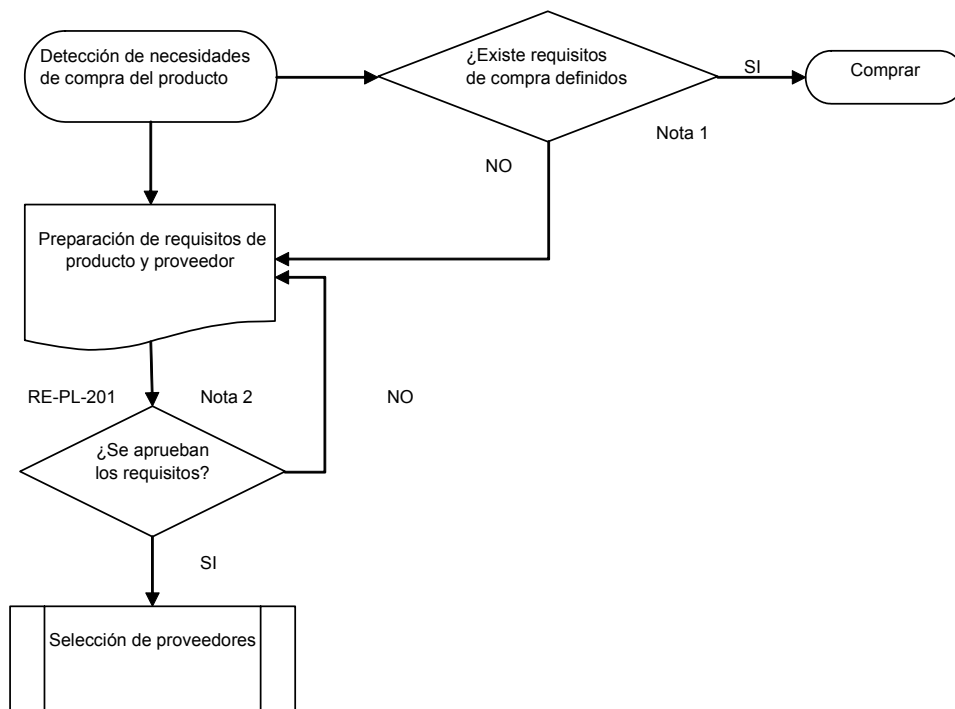 Detección de necesidades
de compra del producto
¿Existe requisitos
de compra definidos
SI
Comprar
Nota 1
NO
Preparación de requisitos de
producto y proveedor
RE-PL-201
Nota 2
NO
¿Se aprueban
los requisitos?
SI
Selección de proveedores